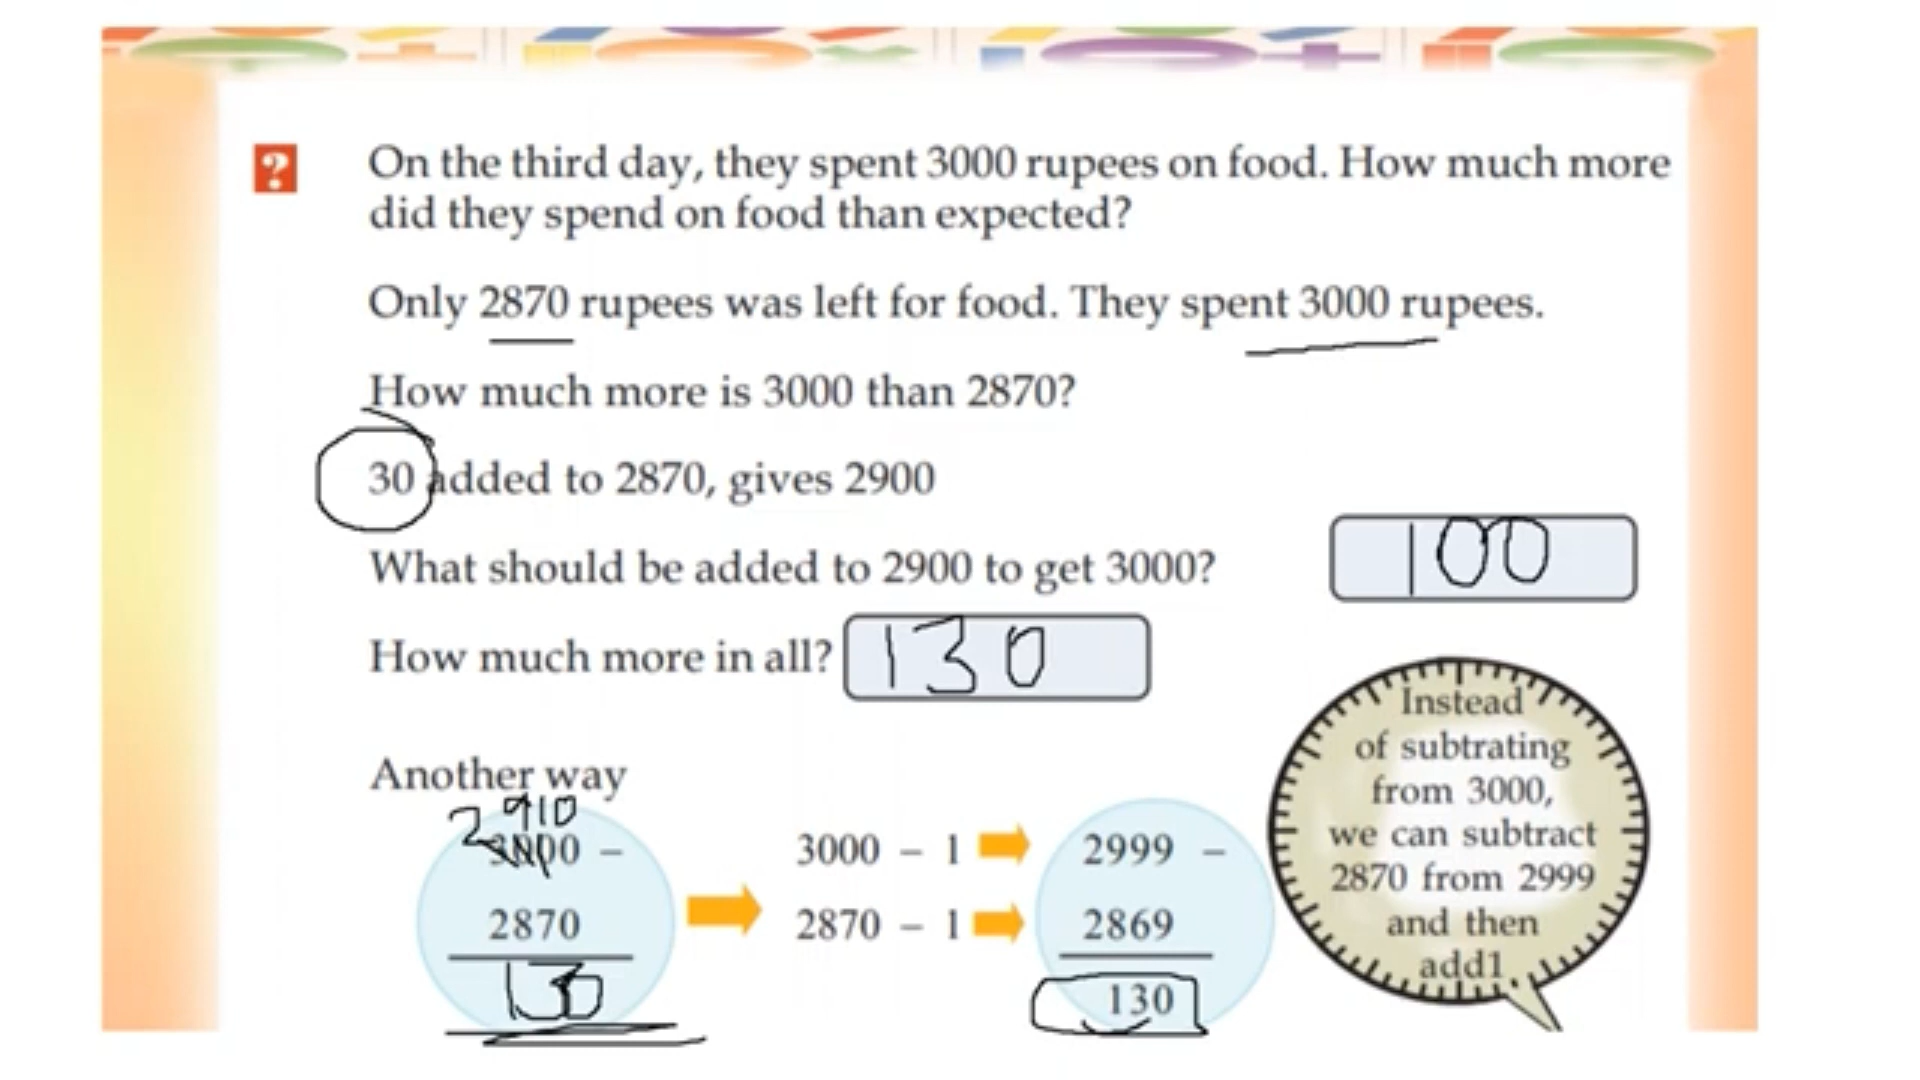 ? On the third day, they spent 3000 rupees on food. How much more
did they spend on food than expected?
Only 2870 rupees was left for food. They spent 3000 rupees.
How much more is 3000 than 2870?
30 added to 2870, gives 2900
What should be added to 2900 to get 3000? 100
How much more in all? 130
Another way
2 910
3000 – 3000 – 1 2999 –
2870 2870 – 1 2869
130 130
Instead
of subtrating
from 3000,
we can subtract
2870 from 2999
and then
add1.